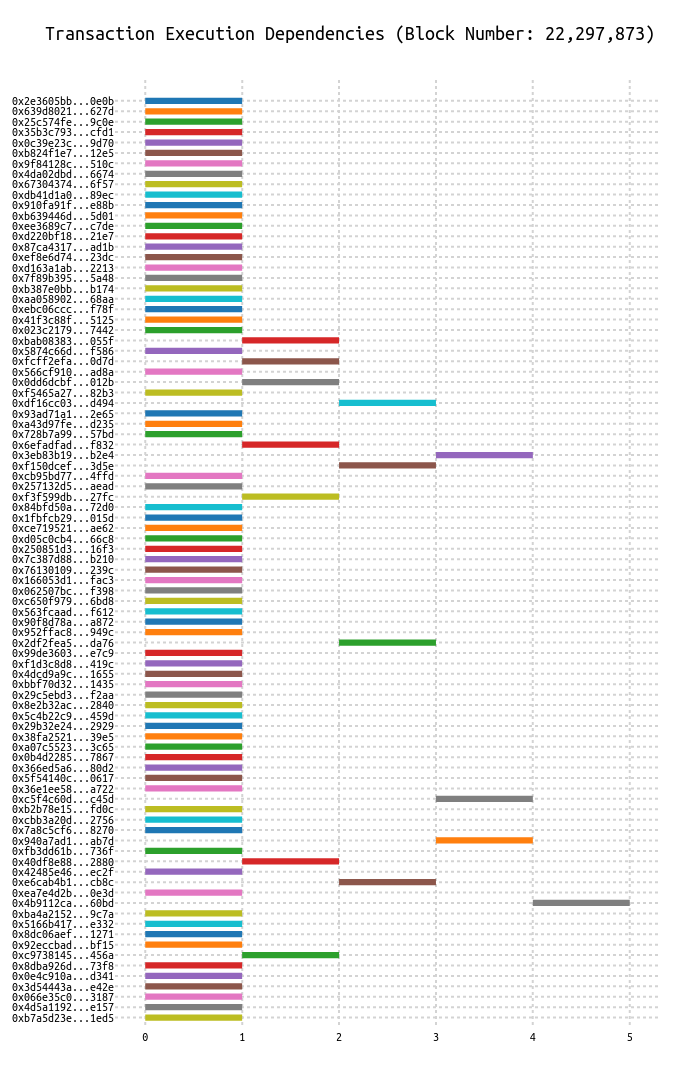 Transaction Execution Dependencies (Block Number: 22,297,873)
0x2e3605bb...0e0b
0x639d8021...627d
0x25c574fe...9c0e
0x35b3c793...cfd1
0x0c39e23c...9d70
0xb824f1e7...12e5
0x9f84128c...510c
0x4da02dbd...6674
0x67304374...6f57
0xdb41d1a0...89ec
0x910fa91f...e88b
0xb639446d...5d01
0xee3689c7...c7de
0xd220bf18...21e7
0x87ca4317...ad1b
0xef8e6d74...23dc
0xd163a1ab...2213
0x7f89b395...5a48
0xb387e0bb...b174
0xaa058902...68aa
0xebc06ccc...f78f
0x41f3c88f...5125
0x023c2179...7442
0xbab08383...055f
0x5874c66d...f586
0xfcff2efa...0d7d
0x566cf910...ad8a
0x0dd6dcbf...012b
0xf5465a27...82b3
0xdf16cc03...d494
0x93ad71a1...2e65
0xa43d97fe...d235
0x728b7a99...57bd
0x6efadfad...f832
0x3eb83b19...b2e4
0xf150dcef...3d5e
0xcb95bd77...4ffd
0x257132d5...aead
0xf3f599db...27fc
0x84bfd50a...72d0
0x1fbfcb29...015d
0xce719521...ae62
0xd05c0cb4...66c8
0x250851d3...16f3
0x7c387d88...b210
0x76130109...239c
0x166053d1...fac3
0x062507bc...f398
0xc650f979...6bd8
0x563fcaad...f612
0x90f8d78a...a872
0x952ffac8...949c
0x2df2fea5...da76
0x99de3603...e7c9
0xf1d3c8d8...419c
0x4dcd9a9c...1655
0xbbf70d32...1435
0x29c5ebd3...f2aa
0x8e2b32ac...2840
0x5c4b22c9...459d
0x29b32e24...2929
0x38fa2521...39e5
0xa07c5523...3c65
0x0b4d2285...7867
0x366ed5a6...80d2
0x5f54140c...0617
0x36e1ee58...a722
0xc5f4c60d...c45d
0xb2b78e15...fd0c
0xcbb3a20d...2756
0x7a8c5cf6...8270
0x940a7ad1...ab7d
0xfb3dd61b...736f
0x40df8e88...2880
0x42485e46...ec2f
0xe6cab4b1...cb8c
0xea7e4d2b...0e3d
0x4b9112ca...60bd
0xba4a2152...9c7a
0x5166b417...e332
0x8dc06aef...1271
0x92eccbad...bf15
0xc9738145...456a
0x8dba926d...73f8
0x0e4c910a...d341
0x3d54443a...e42e
0x066e35c0...3187
0x4d5a1192...e157
0xb7a5d23e...1ed5
0 1 2 3 4 5